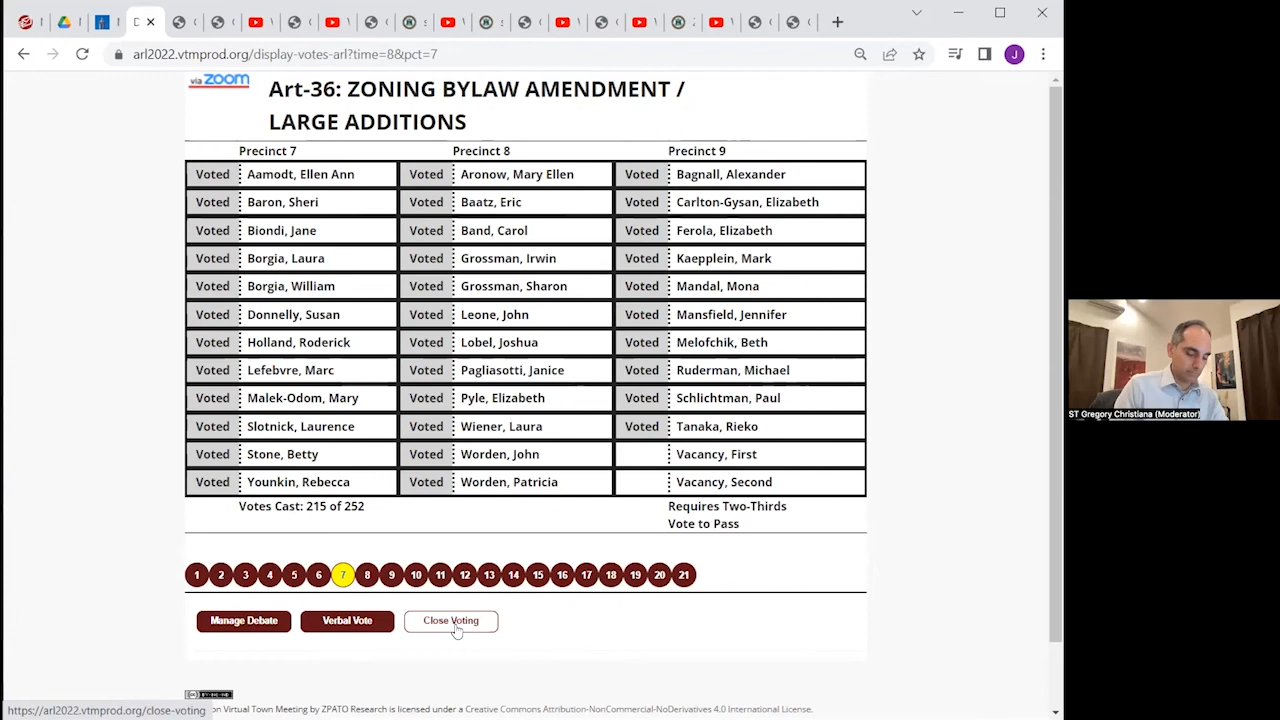 arl2022.vtmprod.org/display-votes-arl?time=8&pct=7
J
via zoom
Art-36: ZONING BYLAW AMENDMENT /
LARGE ADDITIONS
Precinct 7 Precinct 8 Precinct 9
Voted Aamodt, Ellen Ann Voted Aronow, Mary Ellen Voted Bagnall, Alexander
Voted Baron, Sheri Voted Baatz, Eric Voted Carlton-Gysan, Elizabeth
Voted Biondi, Jane Voted Band, Carol Voted Ferola, Elizabeth
Voted Borgia, Laura Voted Grossman, Irwin Voted Kaepplein, Mark
Voted Borgia, William Voted Grossman, Sharon Voted Mandal, Mona
Voted Donnelly, Susan Voted Leone, John Voted Mansfield, Jennifer
Voted Holland, Roderick Voted Lobel, Joshua Voted Melofchik, Beth
Voted Lefebvre, Marc Voted Pagliasotti, Janice Voted Ruderman, Michael
Voted Malek-Odom, Mary Voted Pyle, Elizabeth Voted Schlichtman, Paul
Voted Slotnick, Laurence Voted Wiener, Laura Voted Tanaka, Rieko
Voted Stone, Betty Voted Worden, John Vacancy, First
Voted Younkin, Rebecca Voted Worden, Patricia Vacancy, Second
Votes Cast: 215 of 252 Requires Two-Thirds
Vote to Pass
1 2 3 4 5 6 7 8 9 10 11 12 13 14 15 16 17 18 19 20 21
Manage Debate Verbal Vote Close Voting
ST Gregory Christiana (Moderator)
https://arl2022.vtmprod.org/close-voting
on Virtual Town Meeting by ZPATO Research is licensed under a Creative Commons Attribution-NonCommercial-NoDerivatives 4.0 International License.